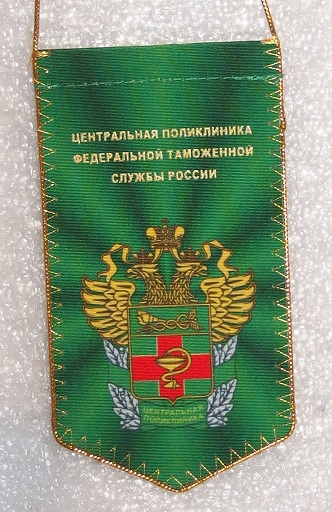 ЦЕНТРАЛЬНАЯ ПОЛИКЛИНИКА
ФЕДЕРАЛЬНОЙ ТАМОЖЕННОЙ
СЛУЖБЫ РОССИИ
ЦЕНТРАЛЬНАЯ
ПОЛИКЛИНИКА